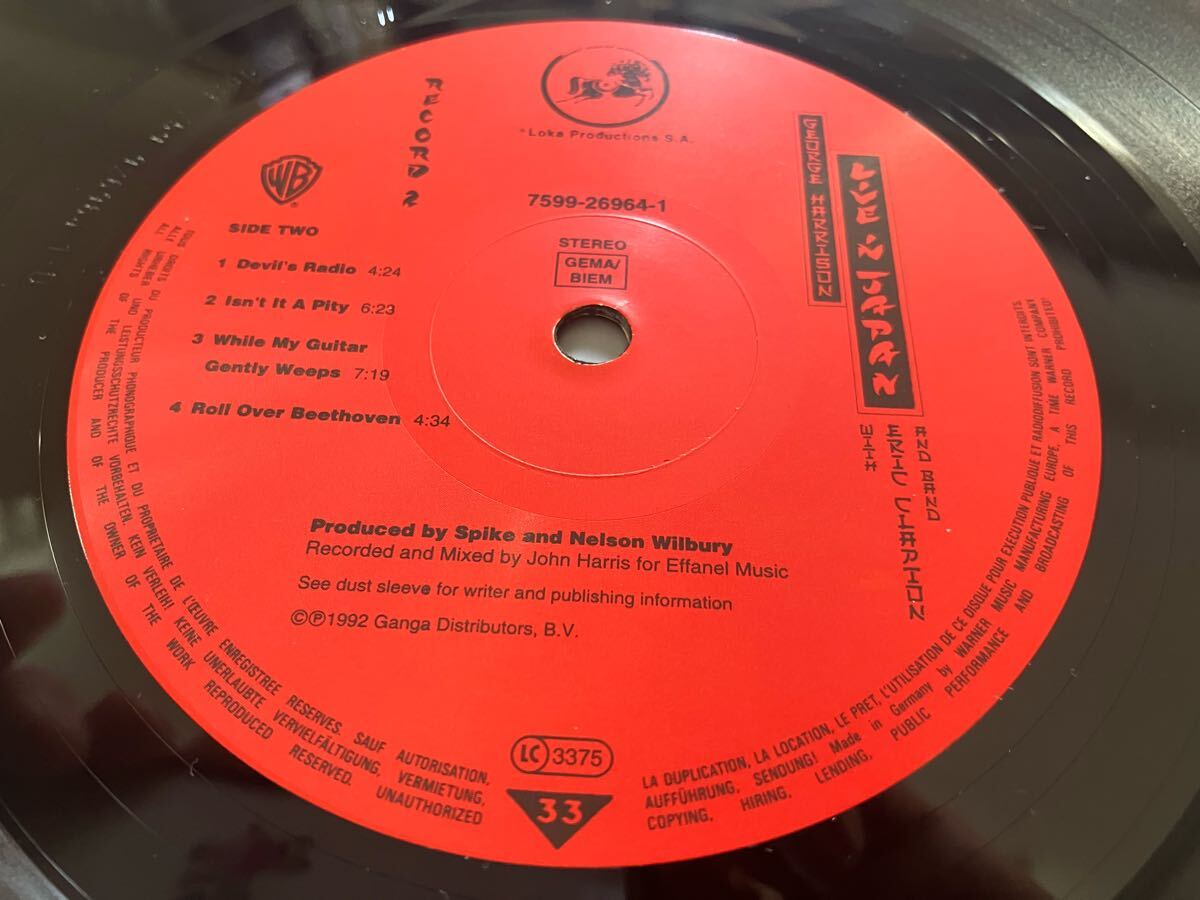 * Loka Productions S.A.
RECORD 2
WB
7599-26964-1
SIDE TWO
STEREO
GEMA/
BIEM
1 Devil's Radio 4:24
2 Isn't It A Pity 6:23
3 While My Guitar
Gently Weeps 7:19
4 Roll Over Beethoven 4:34
GEORGE HARRISON
LIVE IN JAPAN
WITH
ERIC CLAPTON
AND BAND
Produced by Spike and Nelson Wilbury
Recorded and Mixed by John Harris for Effanel Music
See dust sleeve for writer and publishing information
©℗1992 Ganga Distributors, B.V.
LC 3375
33
TOUS DROITS DU PRODUCTEUR PHONOGRAPHIQUE ET DU PROPRIETAIRE DE L'ŒUVRE ENREGISTREE RESERVES. SAUF AUTORISATION,
LA DUPLICATION, LA LOCATION, LE PRET, L'UTILISATION DE CE DISQUE POUR EXECUTION PUBLIQUE ET RADIODIFFUSION SONT INTERDITS.
ALLE URHEBER UND LEISTUNGSSCHUTZRECHTE VORBEHALTEN. KEIN VERLEIH! KEINE UNERLAUBTE VERVIELFÄLTIGUNG, VERMIETUNG,
AUFFÜHRUNG, SENDUNG! Made in Germany by WARNER MUSIC MANUFACTURING EUROPE, A TIME WARNER COMPANY
ALL RIGHTS OF THE PRODUCER AND OF THE OWNER OF THE WORK REPRODUCED RESERVED. UNAUTHORIZED
COPYING, HIRING, LENDING, PUBLIC PERFORMANCE AND BROADCASTING OF THIS RECORD PROHIBITED